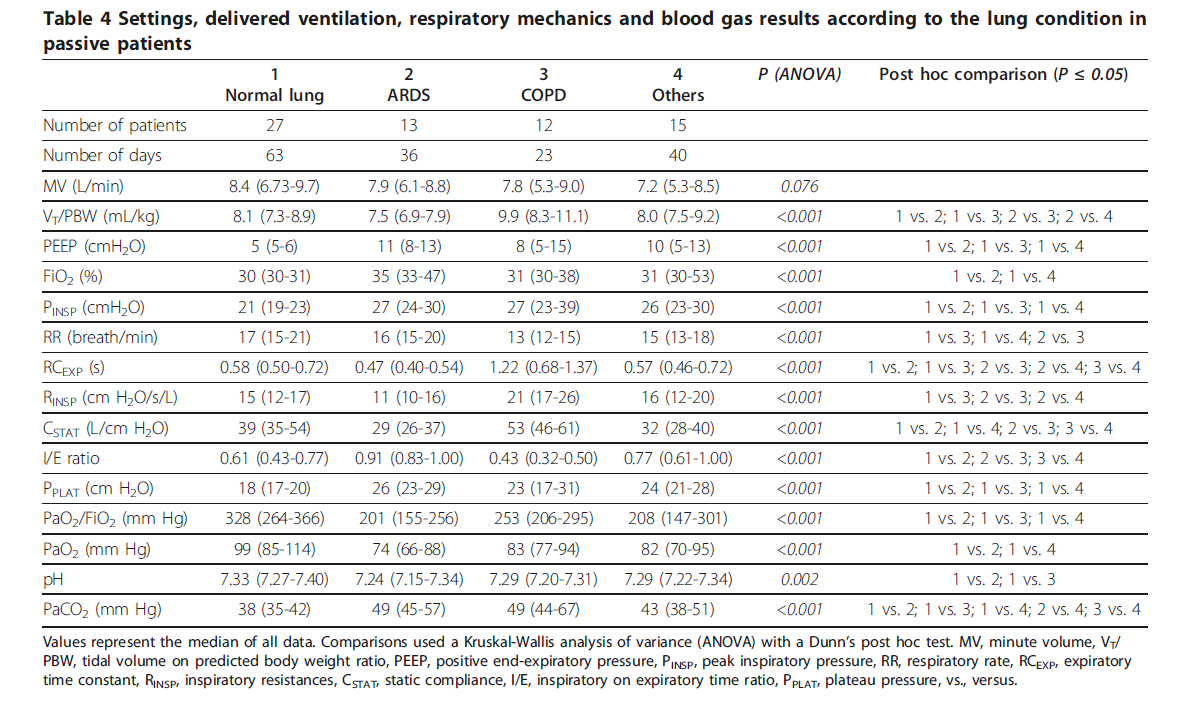 Table 4 Settings, delivered ventilation, respiratory mechanics and blood gas results according to the lung condition in
passive patients
1 2 3 4 P (ANOVA) Post hoc comparison (P ≤ 0.05)
Normal lung ARDS COPD Others
Number of patients 27 13 12 15
Number of days 63 36 23 40
MV (L/min) 8.4 (6.73-9.7) 7.9 (6.1-8.8) 7.8 (5.3-9.0) 7.2 (5.3-8.5) 0.076
VT/PBW (mL/kg) 8.1 (7.3-8.9) 7.5 (6.9-7.9) 9.9 (8.3-11.1) 8.0 (7.5-9.2) <0.001 1 vs. 2; 1 vs. 3; 2 vs. 3; 2 vs. 4
PEEP (cmH2O) 5 (5-6) 11 (8-13) 8 (5-15) 10 (5-13) <0.001 1 vs. 2; 1 vs. 3; 1 vs. 4
FiO2 (%) 30 (30-31) 35 (33-47) 31 (30-38) 31 (30-53) <0.001 1 vs. 2; 1 vs. 4
PINSP (cmH2O) 21 (19-23) 27 (24-30) 27 (23-39) 26 (23-30) <0.001 1 vs. 2; 1 vs. 3; 1 vs. 4
RR (breath/min) 17 (15-21) 16 (15-20) 13 (12-15) 15 (13-18) <0.001 1 vs. 3; 1 vs. 4; 2 vs. 3
RCEXP (s) 0.58 (0.50-0.72) 0.47 (0.40-0.54) 1.22 (0.68-1.37) 0.57 (0.46-0.72) <0.001 1 vs. 2; 1 vs. 3; 2 vs. 3; 2 vs. 4; 3 vs. 4
RINSP (cm H2O/s/L) 15 (12-17) 11 (10-16) 21 (17-26) 16 (12-20) <0.001 1 vs. 3; 2 vs. 3; 2 vs. 4
CSTAT (L/cm H2O) 39 (35-54) 29 (26-37) 53 (46-61) 32 (28-40) <0.001 1 vs. 2; 1 vs. 4; 2 vs. 3; 3 vs. 4
I/E ratio 0.61 (0.43-0.77) 0.91 (0.83-1.00) 0.43 (0.32-0.50) 0.77 (0.61-1.00) <0.001 1 vs. 2; 2 vs. 3; 3 vs. 4
PPLAT (cm H2O) 18 (17-20) 26 (23-29) 23 (17-31) 24 (21-28) <0.001 1 vs. 2; 1 vs. 3; 1 vs. 4
PaO2/FiO2 (mm Hg) 328 (264-366) 201 (155-256) 253 (206-295) 208 (147-301) <0.001 1 vs. 2; 1 vs. 3; 1 vs. 4
PaO2 (mm Hg) 99 (85-114) 74 (66-88) 83 (77-94) 82 (70-95) <0.001 1 vs. 2; 1 vs. 4
pH 7.33 (7.27-7.40) 7.24 (7.15-7.34) 7.29 (7.20-7.31) 7.29 (7.22-7.34) 0.002 1 vs. 2; 1 vs. 3
PaCO2 (mm Hg) 38 (35-42) 49 (45-57) 49 (44-67) 43 (38-51) <0.001 1 vs. 2; 1 vs. 3; 1 vs. 4; 2 vs. 4; 3 vs. 4
Values represent the median of all data. Comparisons used a Kruskal-Wallis analysis of variance (ANOVA) with a Dunn's post hoc test. MV, minute volume, VT/
PBW, tidal volume on predicted body weight ratio, PEEP, positive end-expiratory pressure, PINSP, peak inspiratory pressure, RR, respiratory rate, RCEXP, expiratory
time constant, RINSP, inspiratory resistances, CSTAT, static compliance, I/E, inspiratory on expiratory time ratio, PPLAT, plateau pressure, vs., versus.